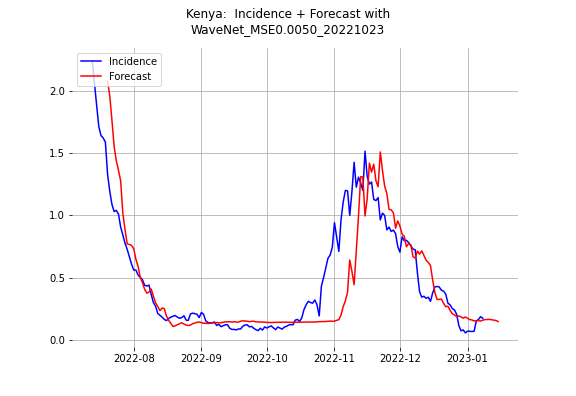 Kenya:  Incidence + Forecast with
WaveNet_MSE0.0050_20221023
Incidence
Forecast
2.0
1.5
1.0
0.5
0.0
2022-08
2022-09
2022-10
2022-11
2022-12
2023-01